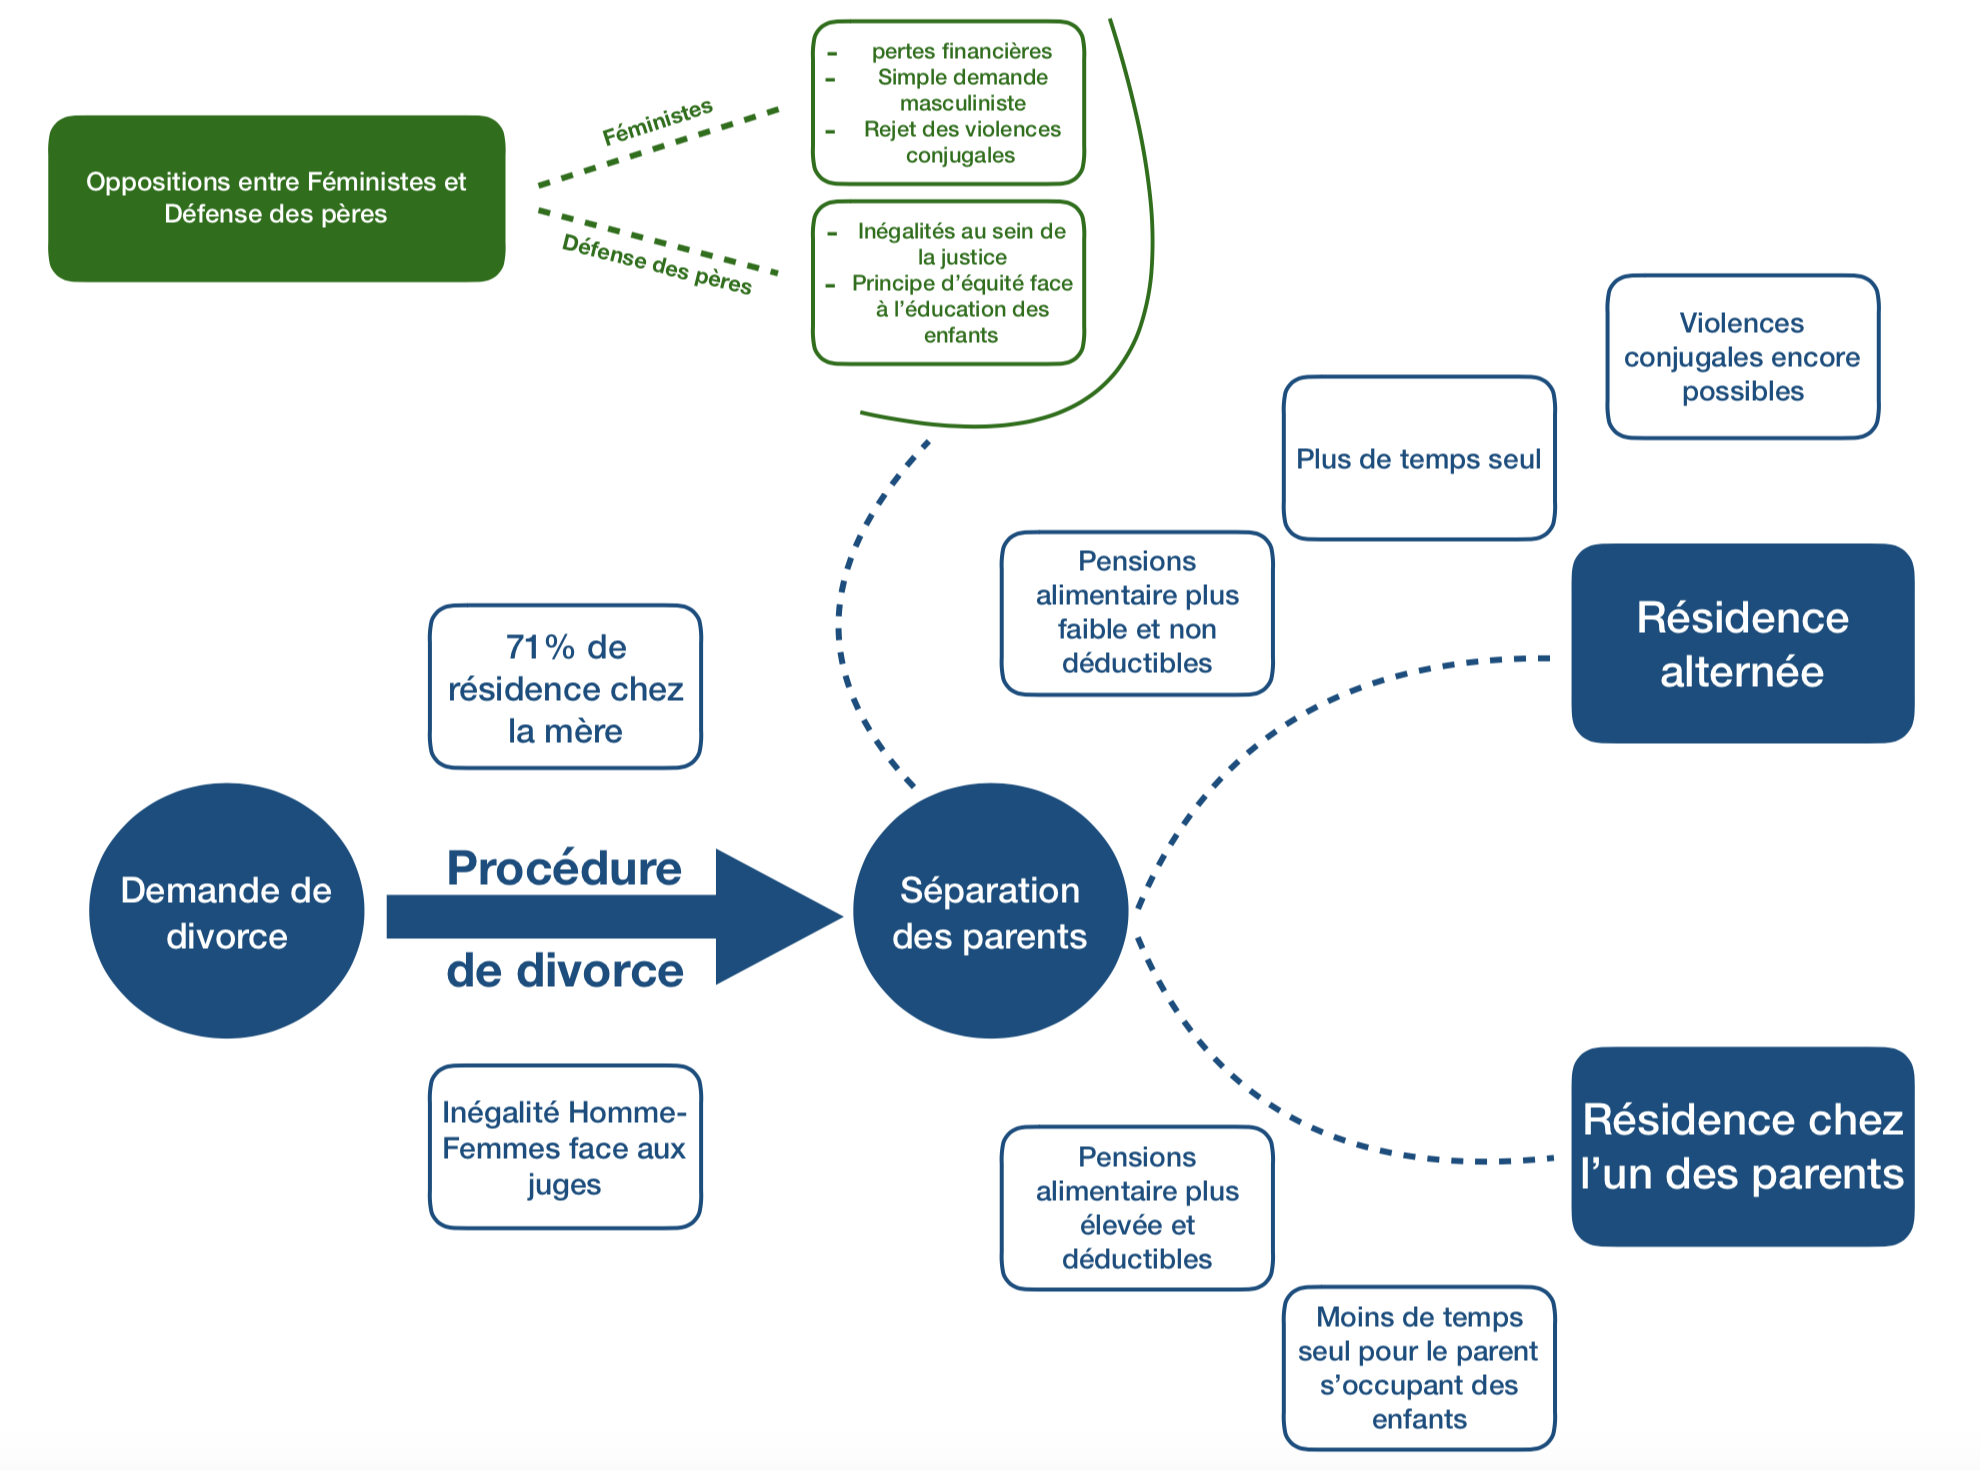 Oppositions entre Féministes et
Défense des pères
Féministes
Défense des pères
- pertes financières
- Simple demande
masculiniste
- Rejet des violences
conjugales
- Inégalités au sein de
la justice
- Principe d'équité face
à l'éducation des
enfants
Violences
conjugales encore
possibles
Plus de temps seul
Pensions
alimentaire plus
faible et non
déductibles
Résidence
alternée
71% de
résidence chez
la mère
Demande de
divorce
Procédure
de divorce
Séparation
des parents
Inégalité Homme-
Femmes face aux
juges
Résidence chez
l'un des parents
Pensions
alimentaire plus
élevée et
déductibles
Moins de temps
seul pour le parent
s'occupant des
enfants